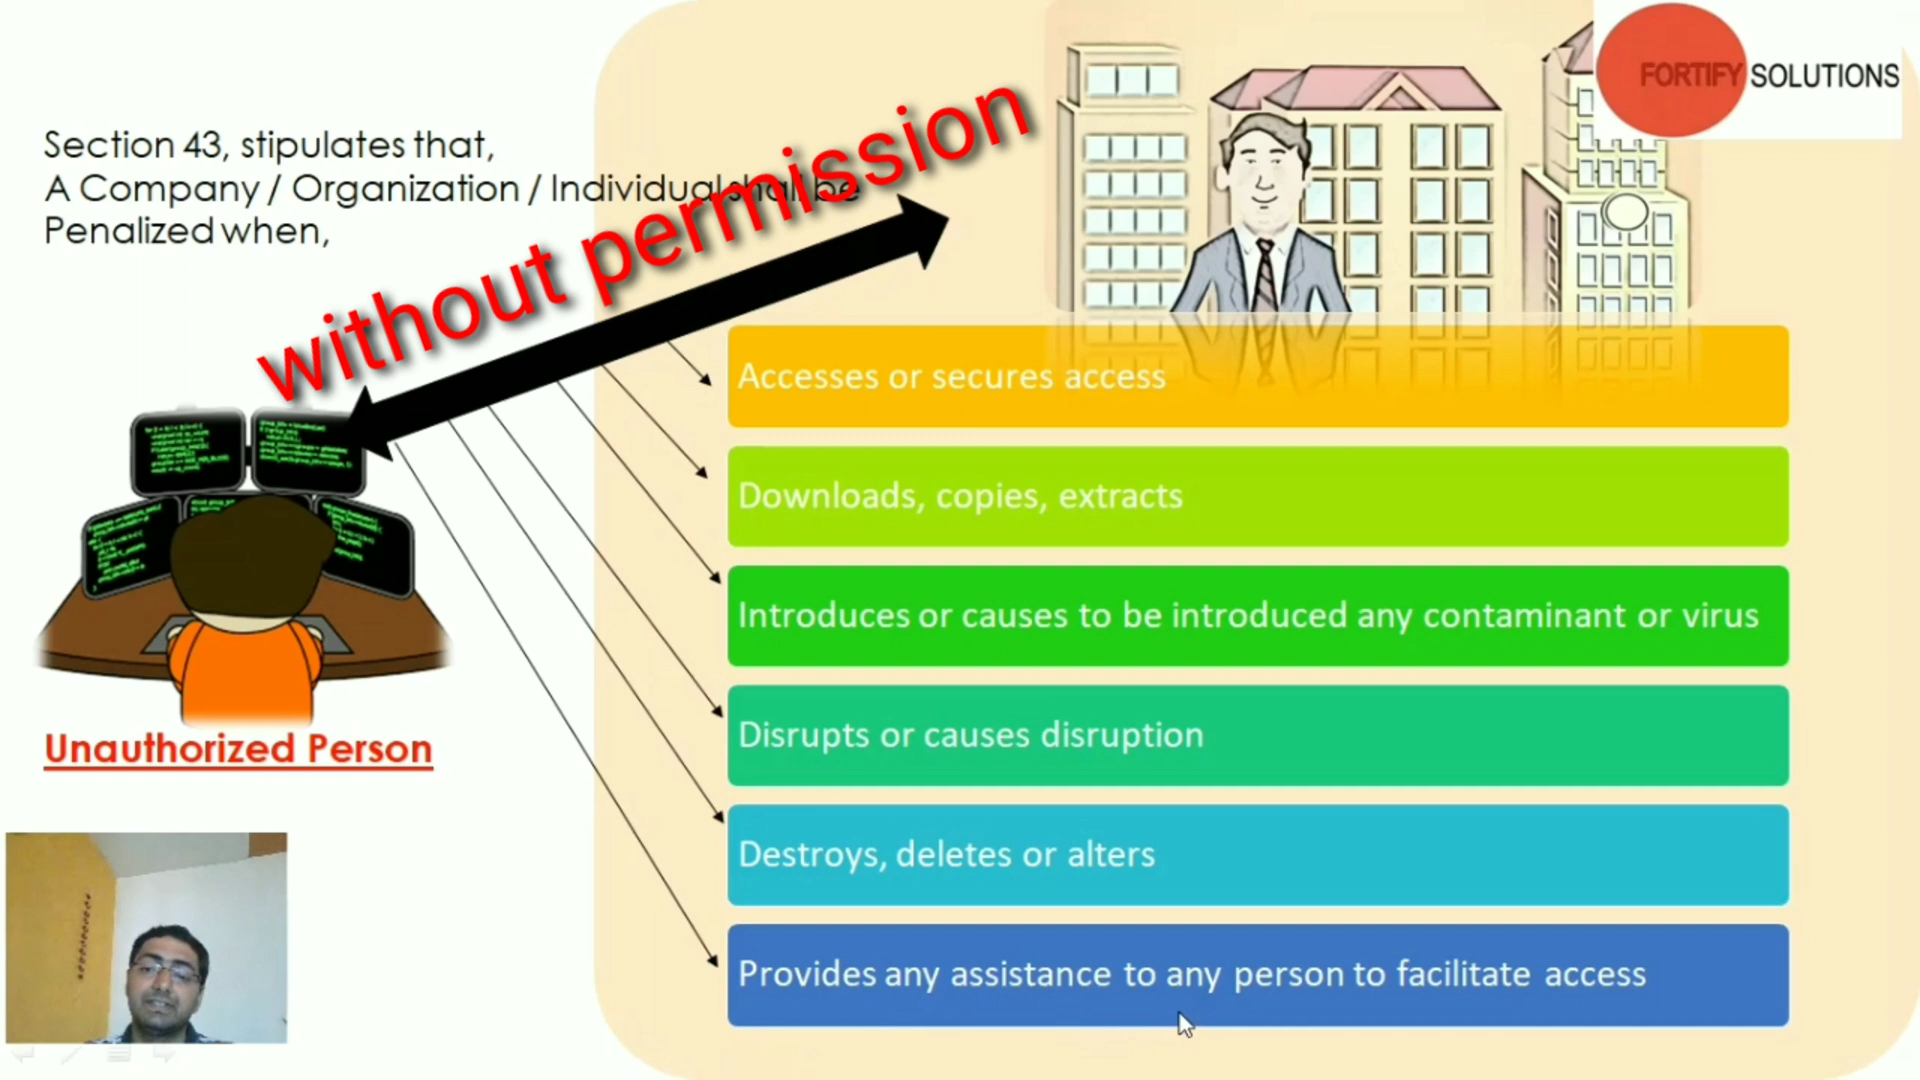 FORTIFY SOLUTIONS
Section 43, stipulates that,
A Company / Organization / Individual shall be
Penalized when,
without permission
Accesses or secures access
Downloads, copies, extracts
Introduces or causes to be introduced any contaminant or virus
Disrupts or causes disruption
Destroys, deletes or alters
Provides any assistance to any person to facilitate access
Unauthorized Person